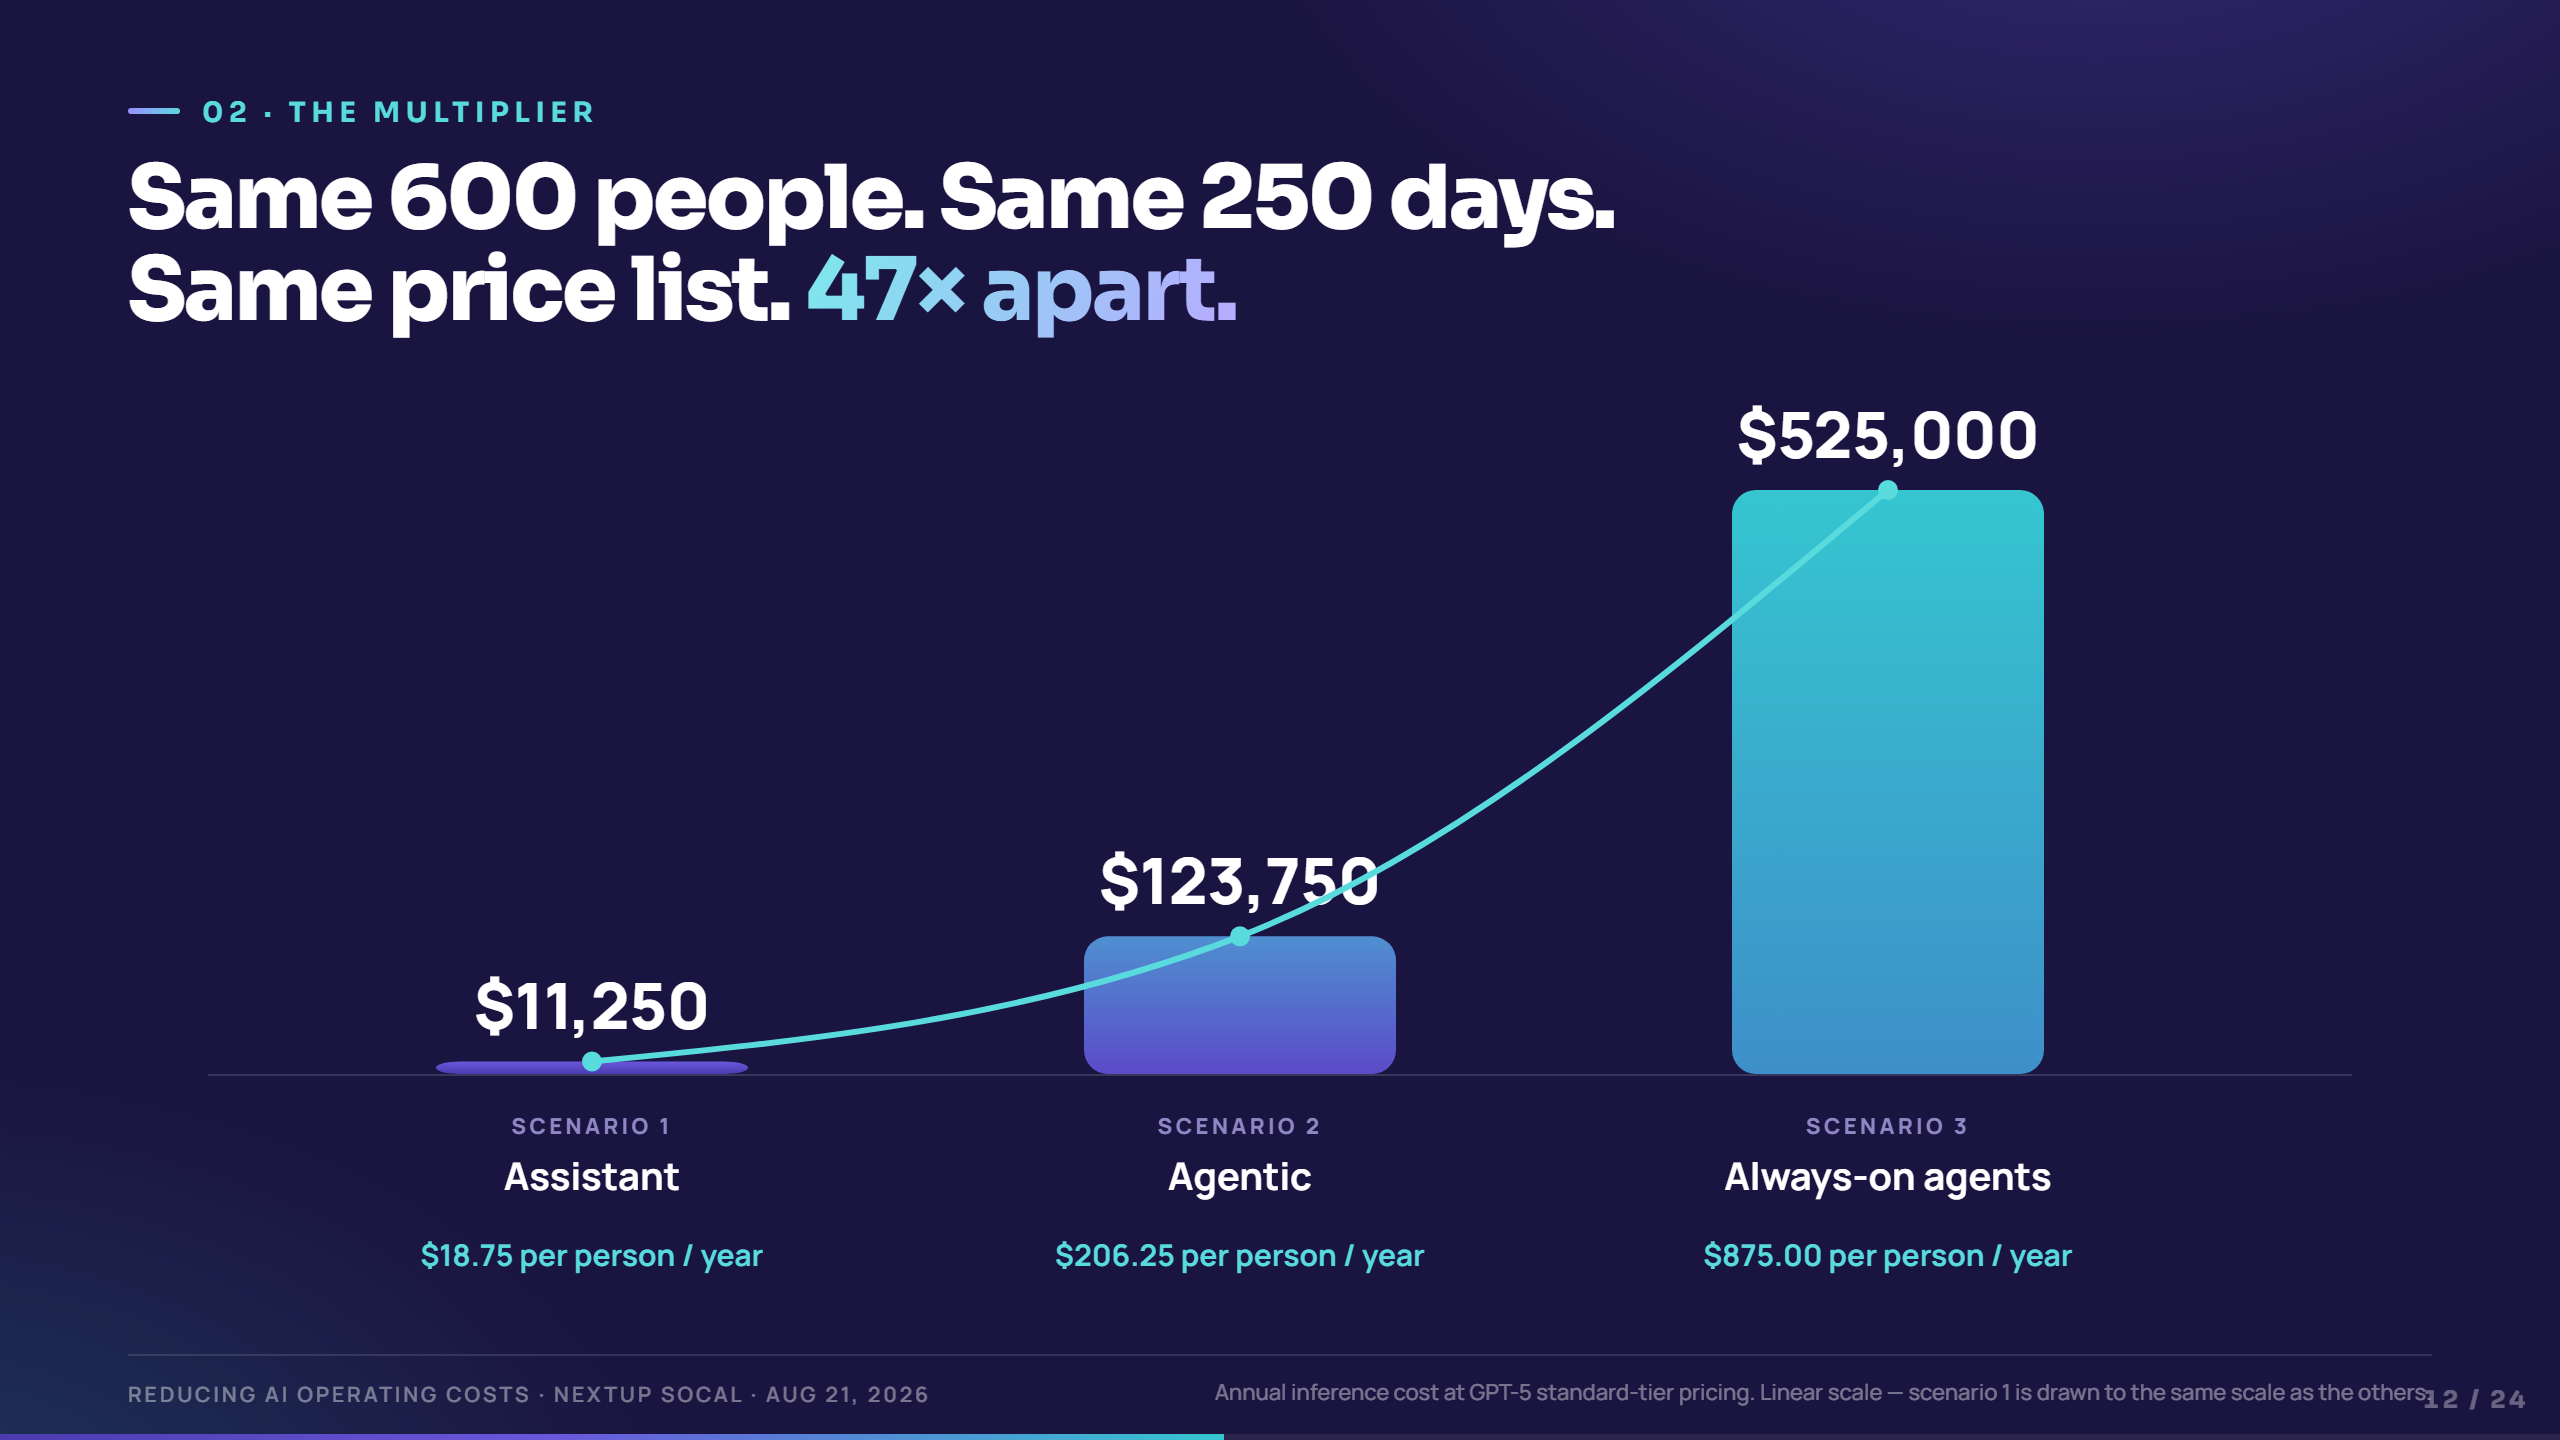 02 · THE MULTIPLIER
Same 600 people. Same 250 days.
Same price list. 47× apart.
$525,000
$123,750
$11,250
SCENARIO 1
Assistant
$18.75 per person / year
SCENARIO 2
Agentic
$206.25 per person / year
SCENARIO 3
Always-on agents
$875.00 per person / year
REDUCING AI OPERATING COSTS · NEXTUP SOCAL · AUG 21, 2026
Annual inference cost at GPT-5 standard-tier pricing. Linear scale — scenario 1 is drawn to the same scale as the others.
12 / 24